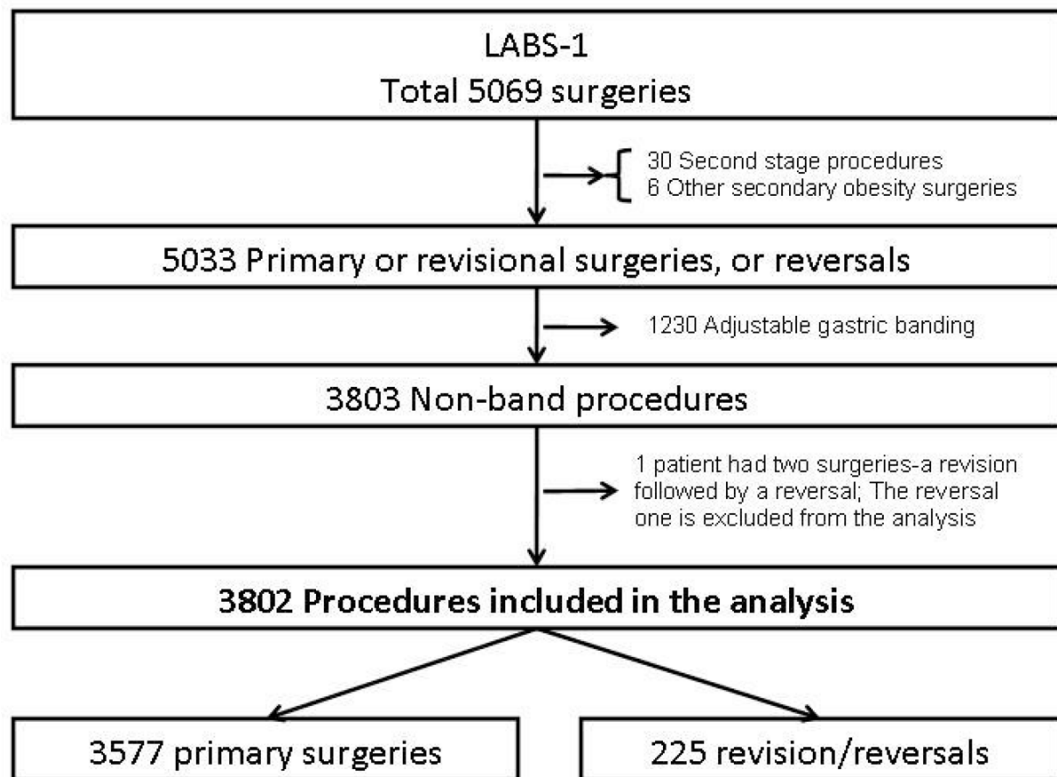 LABS-1
Total 5069 surgeries
30 Second stage procedures
6 Other secondary obesity surgeries
5033 Primary or revisional surgeries, or reversals
1230 Adjustable gastric banding
3803 Non-band procedures
1 patient had two surgeries-a revision
followed by a reversal; The reversal
one is excluded from the analysis
3802 Procedures included in the analysis
3577 primary surgeries
225 revision/reversals